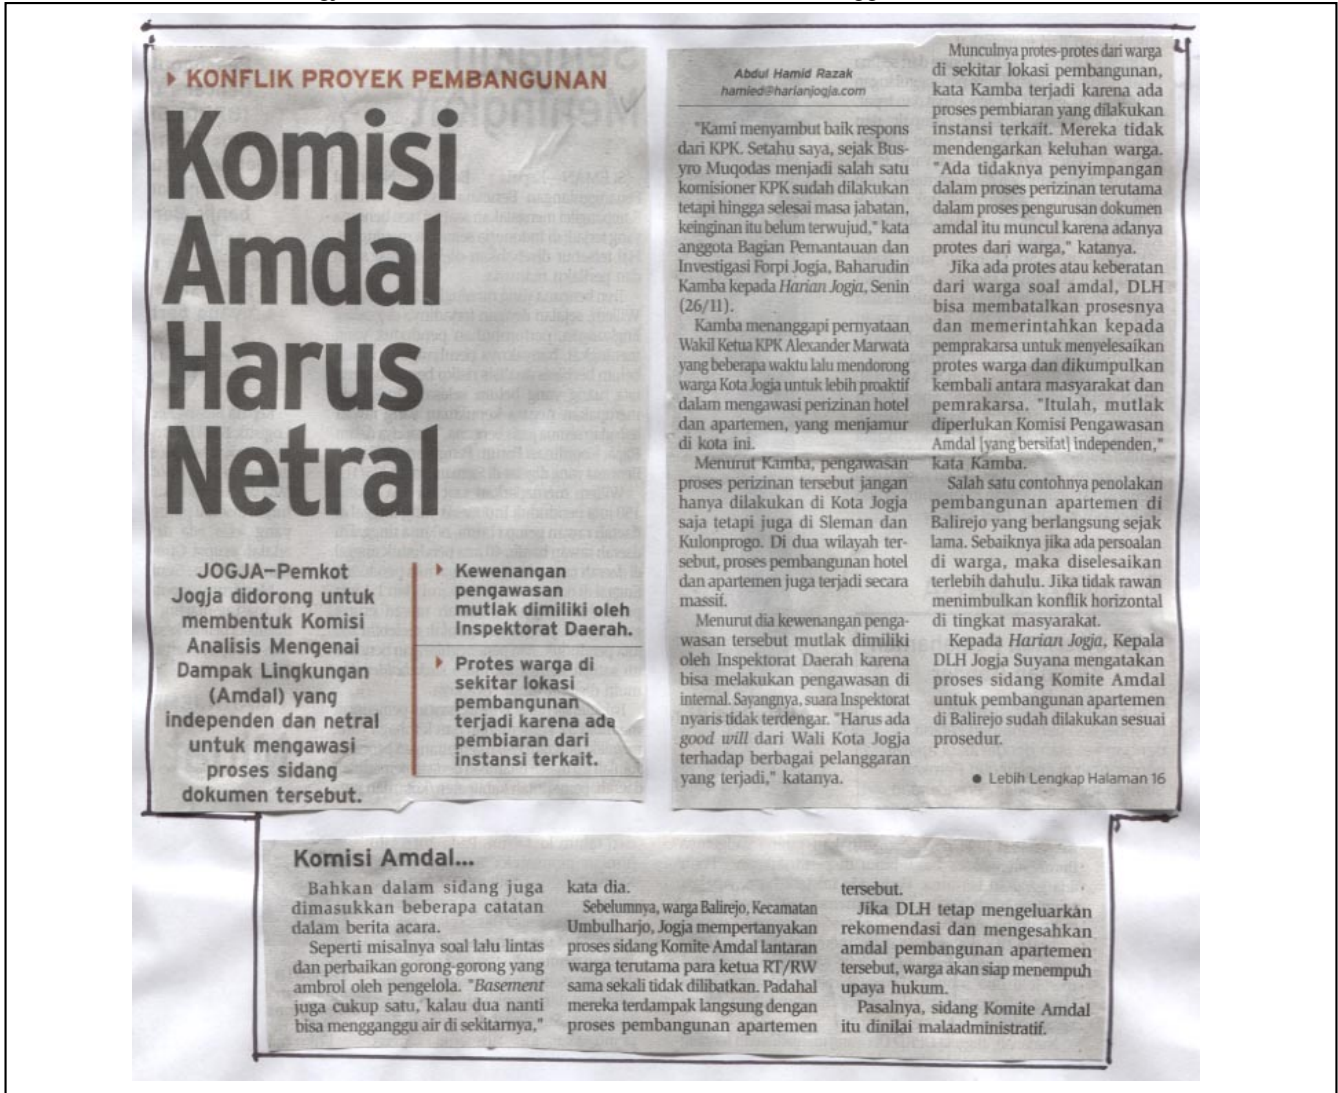 ▸ KONFLIK PROYEK PEMBANGUNAN
Komisi
Amdal
Harus
Netral
JOGJA—Pemkot
Jogja didorong untuk
membentuk Komisi
Analisis Mengenai
Dampak Lingkungan
(Amdal) yang
independen dan netral
untuk mengawasi
proses sidang
dokumen tersebut.
▸ Kewenangan
pengawasan
mutlak dimiliki oleh
Inspektorat Daerah.
▸ Protes warga di
sekitar lokasi
pembangunan
terjadi karena ada
pembiaran dari
instansi terkait.
Abdul Hamid Razak
hamied@harianjogja.com
"Kami menyambut baik respons
dari KPK. Setahu saya, sejak Bus-
yro Muqodas menjadi salah satu
komisioner KPK sudah dilakukan
tetapi hingga selesai masa jabatan,
keinginan itu belum terwujud," kata
anggota Bagian Pemantauan dan
Investigasi Forpi Jogja, Baharudin
Kamba kepada Harian Jogja, Senin
(26/11).
Kamba menanggapi pernyataan
Wakil Ketua KPK Alexander Marwata
yang beberapa waktu lalu mendorong
warga Kota Jogja untuk lebih proaktif
dalam mengawasi perizinan hotel
dan apartemen, yang menjamur
di kota ini.
Menurut Kamba, pengawasan
proses perizinan tersebut jangan
hanya dilakukan di Kota Jogja
saja tetapi juga di Sleman dan
Kulonprogo. Di dua wilayah ter-
sebut, proses pembangunan hotel
dan apartemen juga terjadi secara
massif.
Menurut dia kewenangan penga-
wasan tersebut mutlak dimiliki
oleh Inspektorat Daerah karena
bisa melakukan pengawasan di
internal. Sayangnya, suara Inspektorat
nyaris tidak terdengar. "Harus ada
good will dari Wali Kota Jogja
terhadap berbagai pelanggaran
yang terjadi," katanya.
Munculnya protes-protes dari warga
di sekitar lokasi pembangunan,
kata Kamba terjadi karena ada
proses pembiaran yang dilakukan
instansi terkait. Mereka tidak
mendengarkan keluhan warga.
"Ada tidaknya penyimpangan
dalam proses perizinan terutama
dalam proses pengurusan dokumen
amdal itu muncul karena adanya
protes dari warga," katanya.
Jika ada protes atau keberatan
dari warga soal amdal, DLH
bisa membatalkan prosesnya
dan memerintahkan kepada
pemprakarsa untuk menyelesaikan
protes warga dan dikumpulkan
kembali antara masyarakat dan
pemrakarsa. "Itulah, mutlak
diperlukan Komisi Pengawasan
Amdal [yang bersifat] independen,"
kata Kamba.
Salah satu contohnya penolakan
pembangunan apartemen di
Balirejo yang berlangsung sejak
lama. Sebaiknya jika ada persoalan
di warga, maka diselesaikan
terlebih dahulu. Jika tidak rawan
menimbulkan konflik horizontal
di tingkat masyarakat.
Kepada Harian Jogja, Kepala
DLH Jogja Suyana mengatakan
proses sidang Komite Amdal
untuk pembangunan apartemen
di Balirejo sudah dilakukan sesuai
prosedur.
● Lebih Lengkap Halaman 16
Komisi Amdal...
Bahkan dalam sidang juga
dimasukkan beberapa catatan
dalam berita acara.
Seperti misalnya soal lalu lintas
dan perbaikan gorong-gorong yang
ambrol oleh pengelola. "Basement
juga cukup satu, kalau dua nanti
bisa mengganggu air di sekitarnya,"
kata dia.
Sebelumnya, warga Balirejo, Kecamatan
Umbulharjo, Jogja mempertanyakan
proses sidang Komite Amdal lantaran
warga terutama para ketua RT/RW
sama sekali tidak dilibatkan. Padahal
mereka terdampak langsung dengan
proses pembangunan apartemen
tersebut.
Jika DLH tetap mengeluarkan
rekomendasi dan mengesahkan
amdal pembangunan apartemen
tersebut, warga akan siap menempuh
upaya hukum.
Pasalnya, sidang Komite Amdal
itu dinilai malaadministratif.